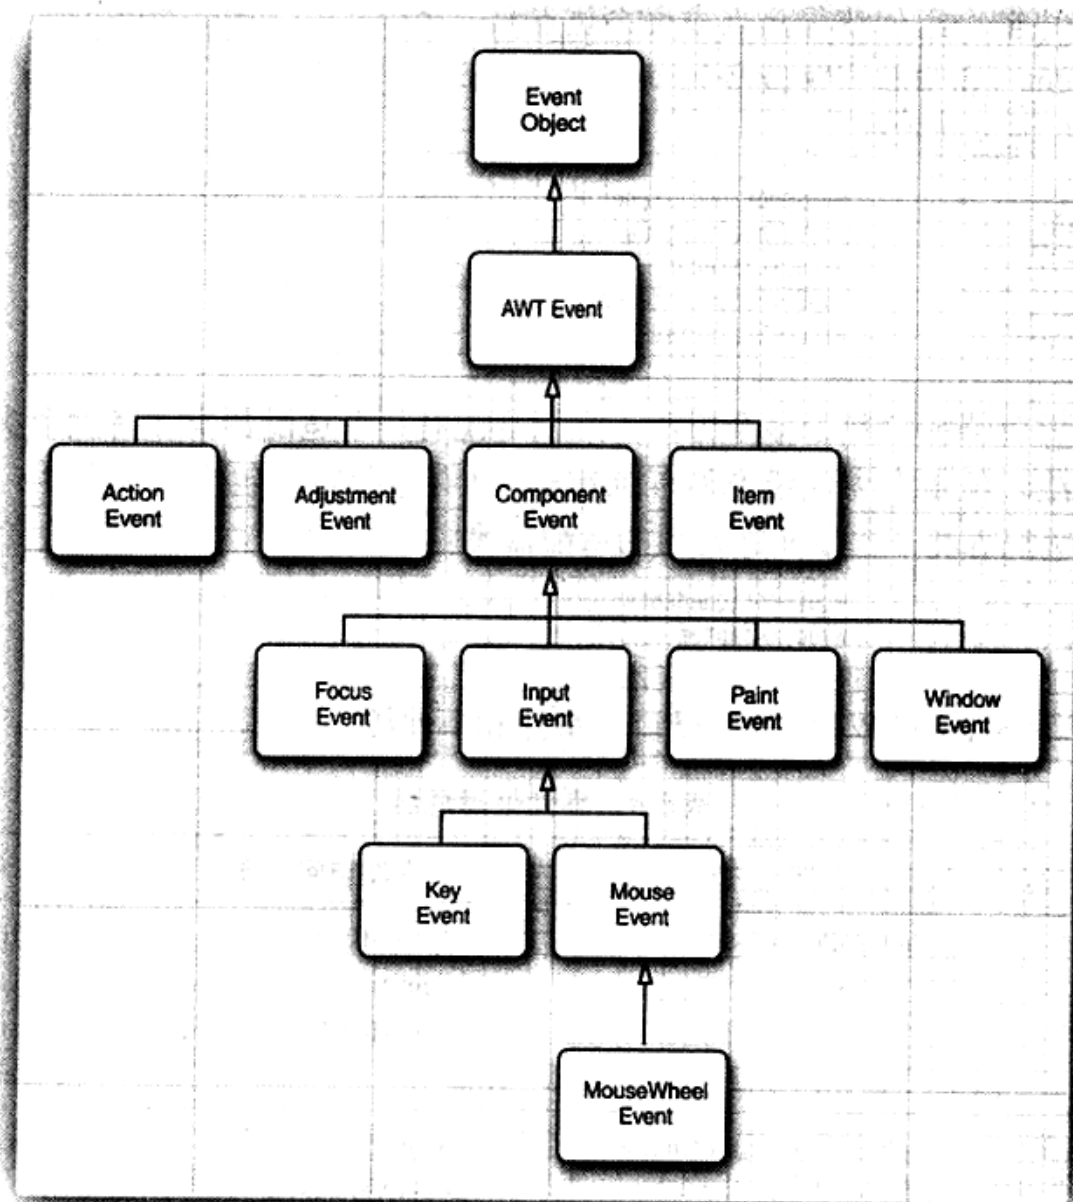 Event
Object
AWT Event
Action
Event
Adjustment
Event
Component
Event
Item
Event
Focus
Event
Input
Event
Paint
Event
Window
Event
Key
Event
Mouse
Event
MouseWheel
Event